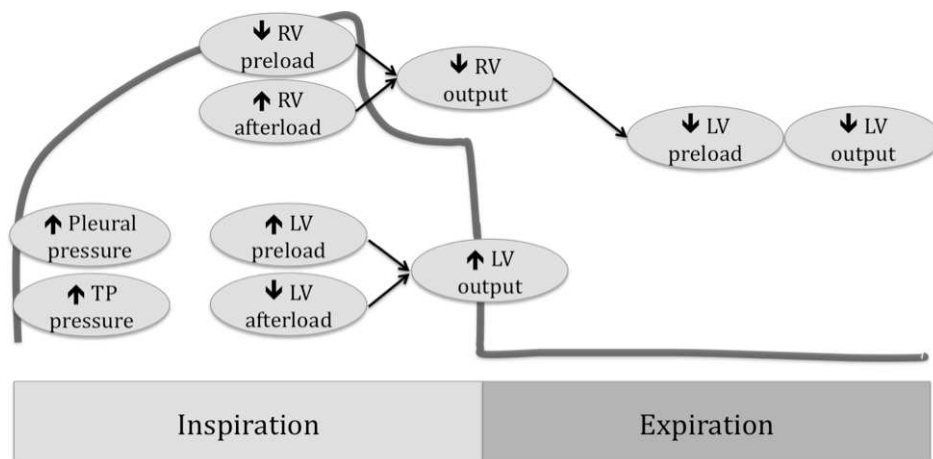 ↓ RV
preload
↑ RV
afterload
↓ RV
output
↓ LV
preload
↓ LV
output
↑ Pleural
pressure
↑ TP
pressure
↑ LV
preload
↓ LV
afterload
↑ LV
output
Inspiration
Expiration